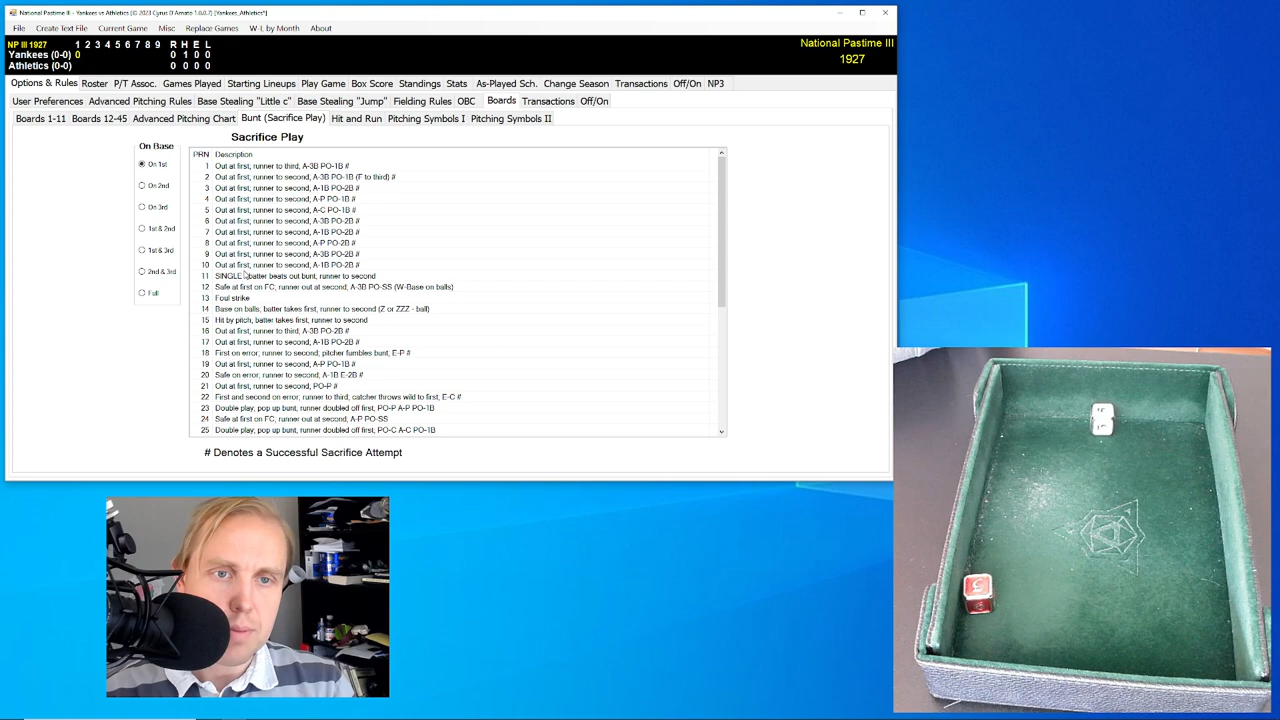 National Pastime III - Yankees vs Athletics (© 2023 Cyrus D'Amato 1.0.0.7) [Yankees_Athletics*]
File Create Text File Current Game Misc Replace Games W-L by Month About
NP III 1927 1 2 3 4 5 6 7 8 9 R H E L
Yankees (0-0) 0 0 1 0 0
Athletics (0-0) 0 0 0 0
National Pastime III
1927
Options & Rules Roster P/T Assoc. Games Played Starting Lineups Play Game Box Score Standings Stats As-Played Sch. Change Season Transactions Off/On NP3
User Preferences Advanced Pitching Rules Base Stealing "Little c" Base Stealing "Jump" Fielding Rules OBC Boards Transactions Off/On
Boards 1-11 Boards 12-45 Advanced Pitching Chart Bunt (Sacrifice Play) Hit and Run Pitching Symbols I Pitching Symbols II
Sacrifice Play
On Base
On 1st
On 2nd
On 3rd
1st & 2nd
1st & 3rd
2nd & 3rd
Full
PRN Description
1 Out at first; runner to third, A-3B PO-1B #
2 Out at first; runner to second, A-3B PO-1B (F to third) #
3 Out at first; runner to second, A-1B PO-2B #
4 Out at first; runner to second, A-P PO-1B #
5 Out at first; runner to second, A-C PO-1B #
6 Out at first; runner to second, A-3B PO-2B #
7 Out at first; runner to second, A-1B PO-2B #
8 Out at first; runner to second, A-P PO-2B #
9 Out at first; runner to second, A-3B PO-2B #
10 Out at first; runner to second, A-1B PO-2B #
11 SINGLE; batter beats out bunt; runner to second
12 Safe at first on FC; runner out at second, A-3B PO-SS (W-Base on balls)
13 Foul strike
14 Base on balls; batter takes first, runner to second (Z or ZZZ - ball)
15 Hit by pitch; batter takes first; runner to second
16 Out at first; runner to third, A-3B PO-2B #
17 Out at first; runner to second, A-1B PO-2B #
18 First on error; runner to second; pitcher fumbles bunt, E-P #
19 Out at first; runner to second, A-P PO-1B #
20 Safe on error; runner to second, A-1B E-2B #
21 Out at first; runner to second, PO-P #
22 First and second on error; runner to third; catcher throws wild to first, E-C #
23 Double play; pop up bunt; runner doubled off first; PO-P A-P PO-1B
24 Safe at first on FC; runner out at second, A-P PO-SS
25 Double play; pop up bunt, runner doubled off first; PO-C A-C PO-1B
# Denotes a Successful Sacrifice Attempt